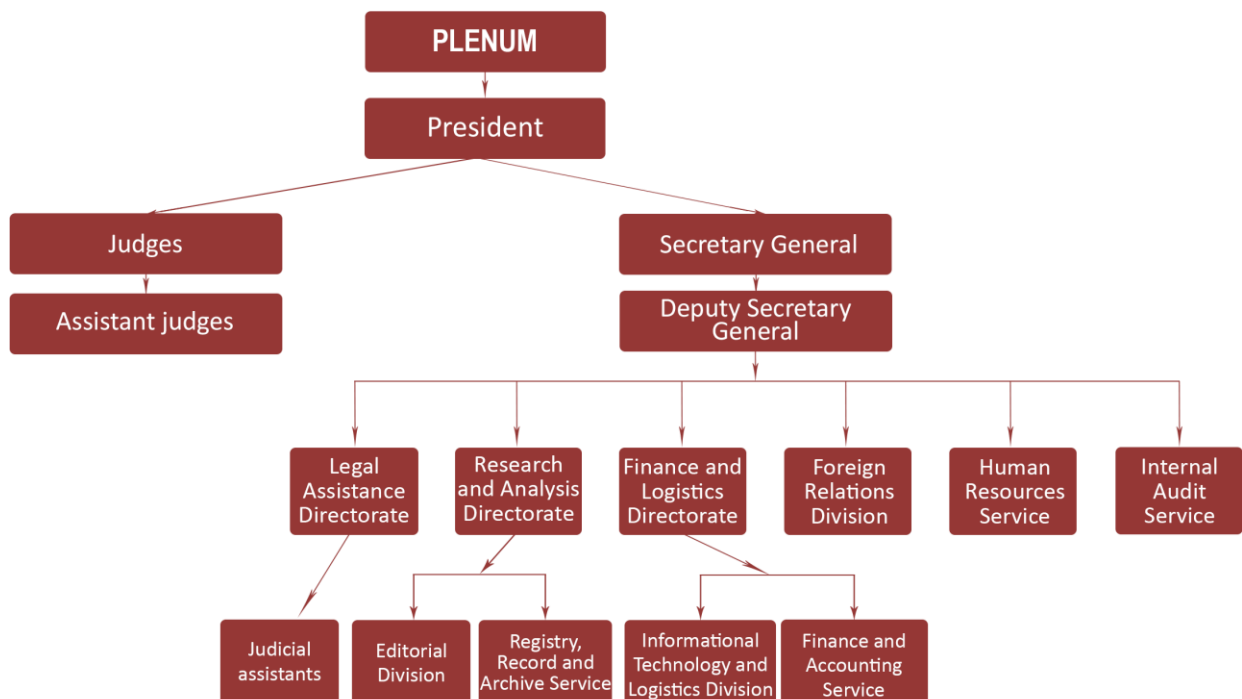 PLENUM
President
Judges
Secretary General
Assistant judges
Deputy Secretary
General
Legal
Assistance
Directorate
Research
and Analysis
Directorate
Finance and
Logistics
Directorate
Foreign
Relations
Division
Human
Resources
Service
Internal
Audit
Service
Judicial
assistants
Editorial
Division
Registry,
Record and
Archive Service
Informational
Technology and
Logistics Division
Finance and
Accounting
Service